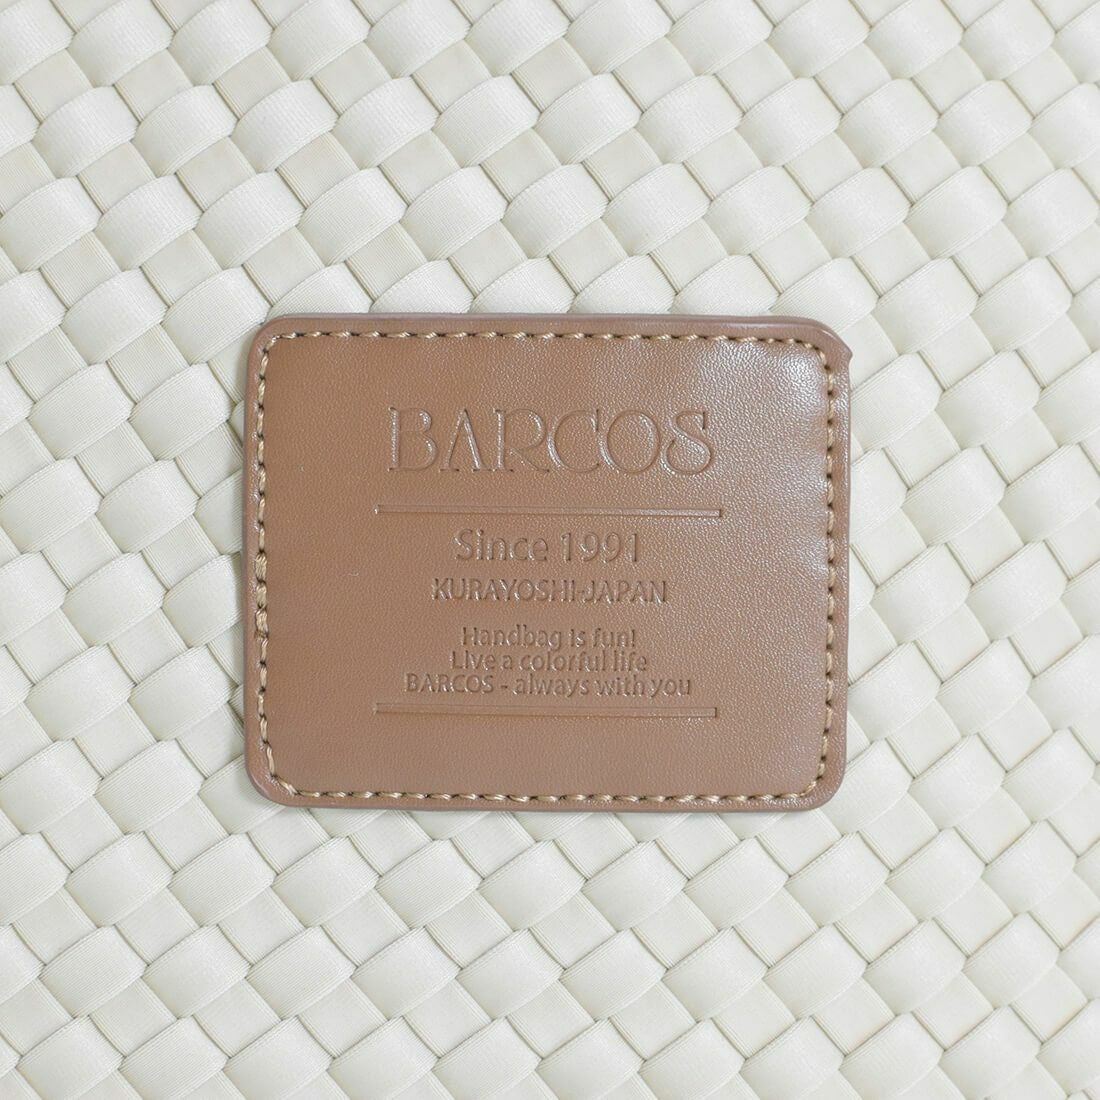 BARCOS
Since 1991
KURAYOSHI-JAPAN
Handbag is fun!
Live a colorful life
BARCOS - always with you